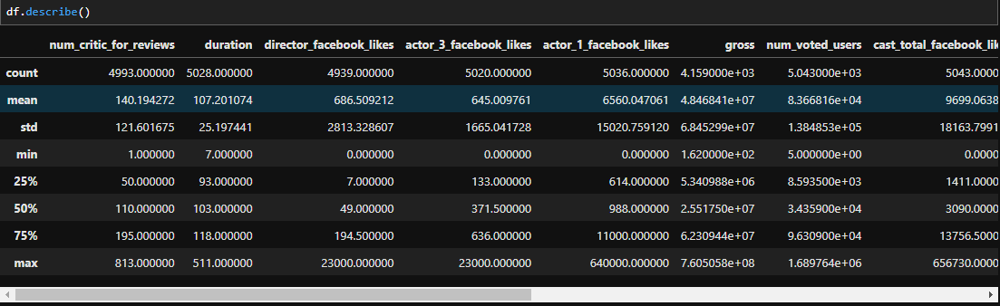 df.describe()
num_critic_for_reviews duration director_facebook_likes actor_3_facebook_likes actor_1_facebook_likes gross num_voted_users cast_total_facebook_lik
count 4993.000000 5028.000000 4939.000000 5020.000000 5036.000000 4.159000e+03 5.043000e+03 5043.0000
mean 140.194272 107.201074 686.509212 645.009761 6560.047061 4.846841e+07 8.366816e+04 9699.0638
std 121.601675 25.197441 2813.328607 1665.041728 15020.759120 6.845299e+07 1.384853e+05 18163.7991
min 1.000000 7.000000 0.000000 0.000000 0.000000 1.620000e+02 5.000000e+00 0.0000
25% 50.000000 93.000000 7.000000 133.000000 614.000000 5.340988e+06 8.593500e+03 1411.0000
50% 110.000000 103.000000 49.000000 371.500000 988.000000 2.551750e+07 3.435900e+04 3090.0000
75% 195.000000 118.000000 194.500000 636.000000 11000.000000 6.230944e+07 9.630900e+04 13756.5000
max 813.000000 511.000000 23000.000000 23000.000000 640000.000000 7.605058e+08 1.689764e+06 656730.0000